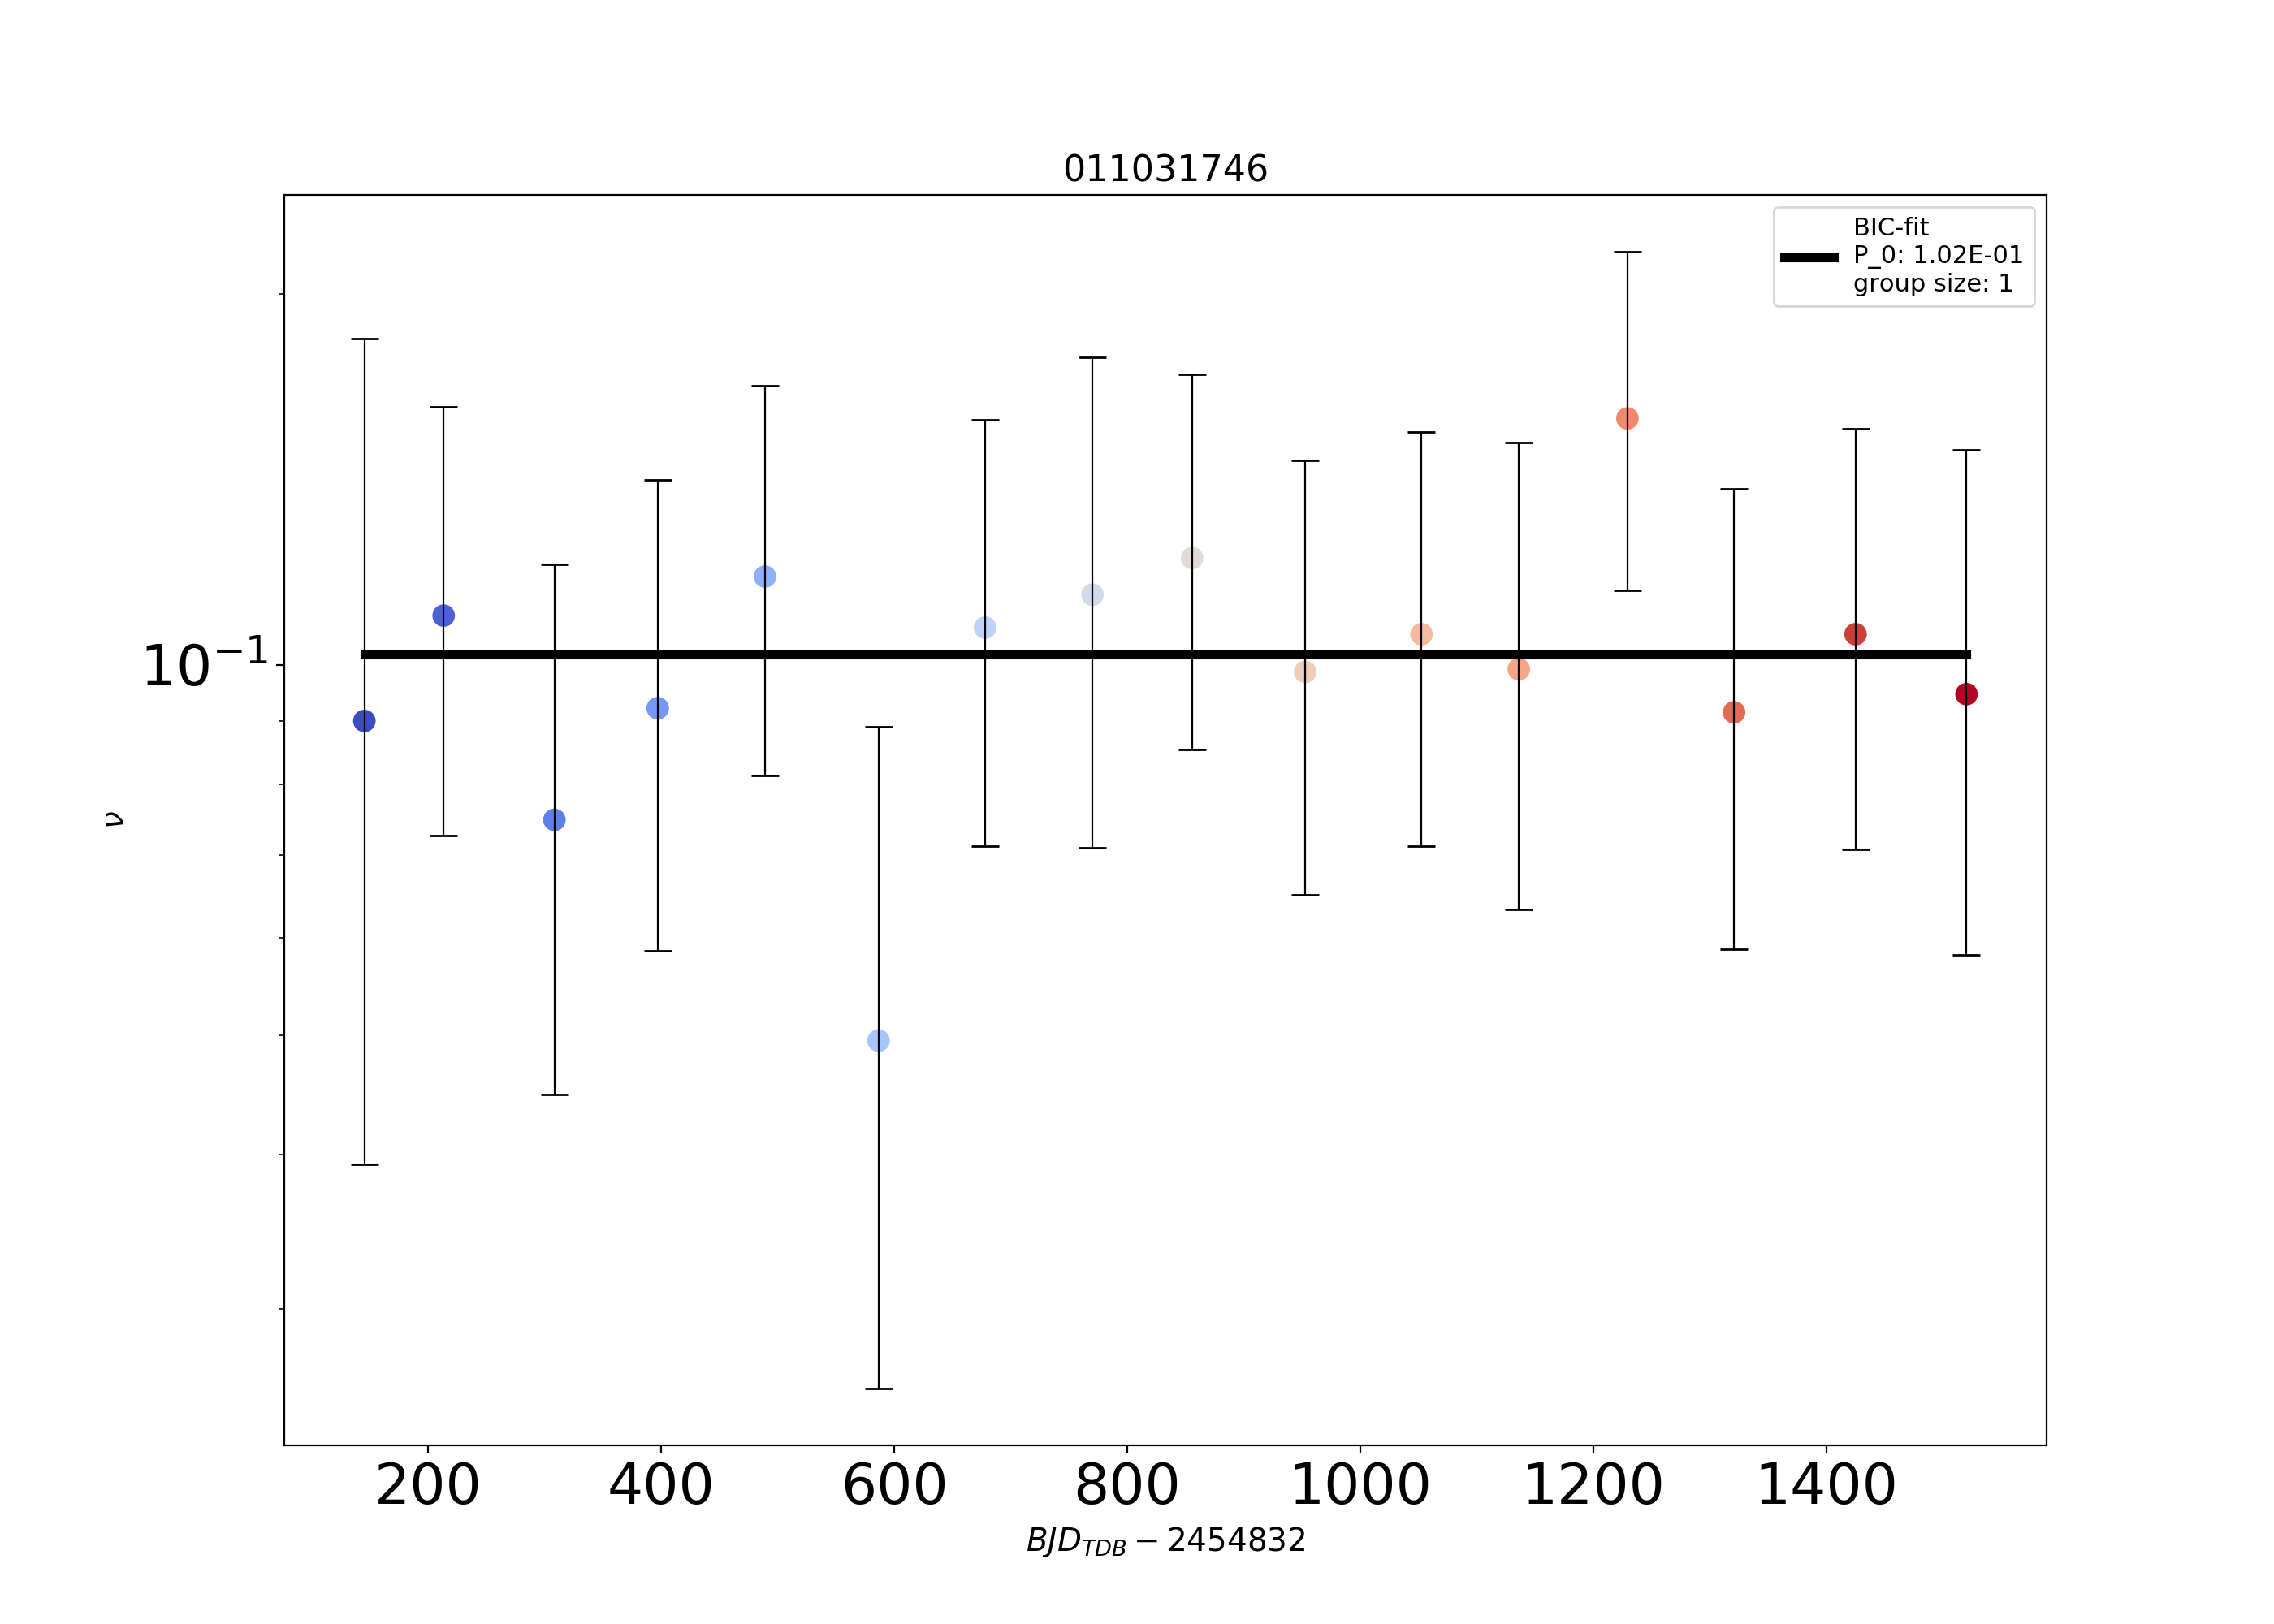 011031746
BIC-fit
P_0: 1.02E-01
group size: 1
10⁻¹
ν
200 400 600 800 1000 1200 1400
BJD_TDB − 2454832